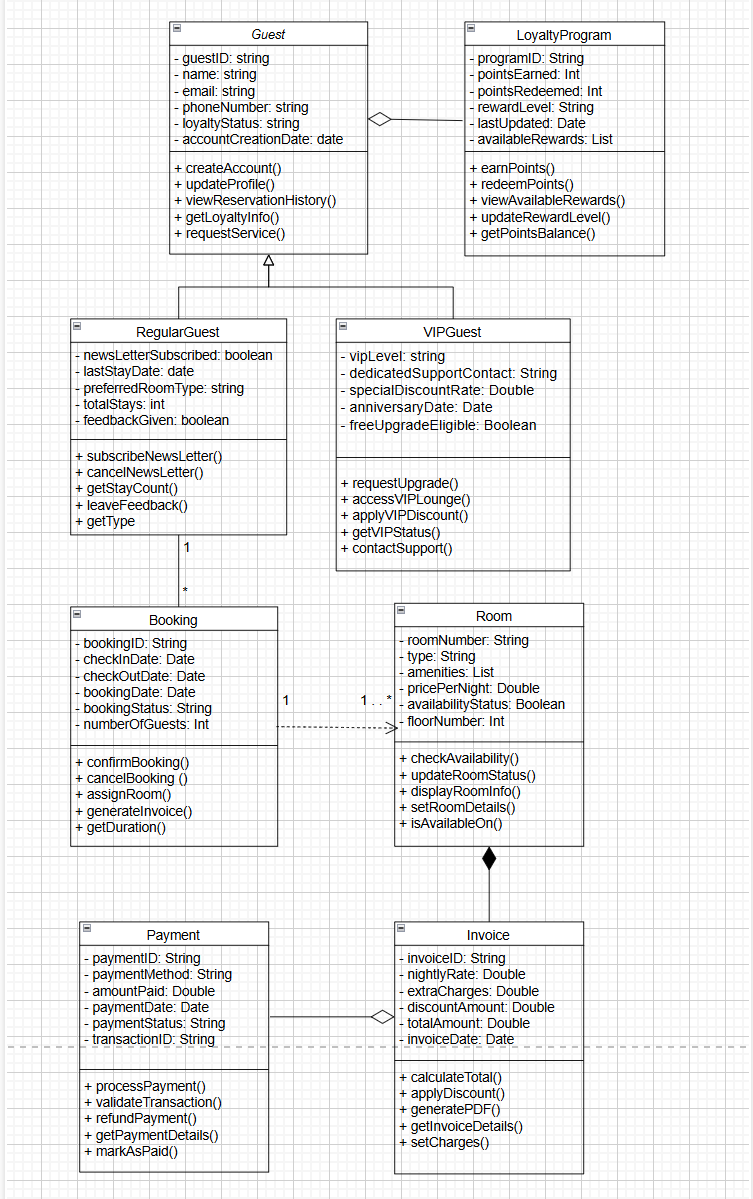 Guest
- guestID: string
- name: string
- email: string
- phoneNumber: string
- loyaltyStatus: string
- accountCreationDate: date
+ createAccount()
+ updateProfile()
+ viewReservationHistory()
+ getLoyaltyInfo()
+ requestService()
LoyaltyProgram
- programID: String
- pointsEarned: Int
- pointsRedeemed: Int
- rewardLevel: String
- lastUpdated: Date
- availableRewards: List
+ earnPoints()
+ redeemPoints()
+ viewAvailableRewards()
+ updateRewardLevel()
+ getPointsBalance()
RegularGuest
- newsLetterSubscribed: boolean
- lastStayDate: date
- preferredRoomType: string
- totalStays: int
- feedbackGiven: boolean
+ subscribeNewsLetter()
+ cancelNewsLetter()
+ getStayCount()
+ leaveFeedback()
+ getType
VIPGuest
- vipLevel: string
- dedicatedSupportContact: String
- specialDiscountRate: Double
- anniversaryDate: Date
- freeUpgradeEligible: Boolean
+ requestUpgrade()
+ accessVIPLounge()
+ applyVIPDiscount()
+ getVIPStatus()
+ contactSupport()
1
*
Booking
- bookingID: String
- checkInDate: Date
- checkOutDate: Date
- bookingDate: Date
- bookingStatus: String
- numberOfGuests: Int
+ confirmBooking()
+ cancelBooking ()
+ assignRoom()
+ generateInvoice()
+ getDuration()
1
1 . . *
Room
- roomNumber: String
- type: String
- amenities: List
- pricePerNight: Double
- availabilityStatus: Boolean
- floorNumber: Int
+ checkAvailability()
+ updateRoomStatus()
+ displayRoomInfo()
+ setRoomDetails()
+ isAvailableOn()
Payment
- paymentID: String
- paymentMethod: String
- amountPaid: Double
- paymentDate: Date
- paymentStatus: String
- transactionID: String
+ processPayment()
+ validateTransaction()
+ refundPayment()
+ getPaymentDetails()
+ markAsPaid()
Invoice
- invoiceID: String
- nightlyRate: Double
- extraCharges: Double
- discountAmount: Double
- totalAmount: Double
- invoiceDate: Date
+ calculateTotal()
+ applyDiscount()
+ generatePDF()
+ getInvoiceDetails()
+ setCharges()